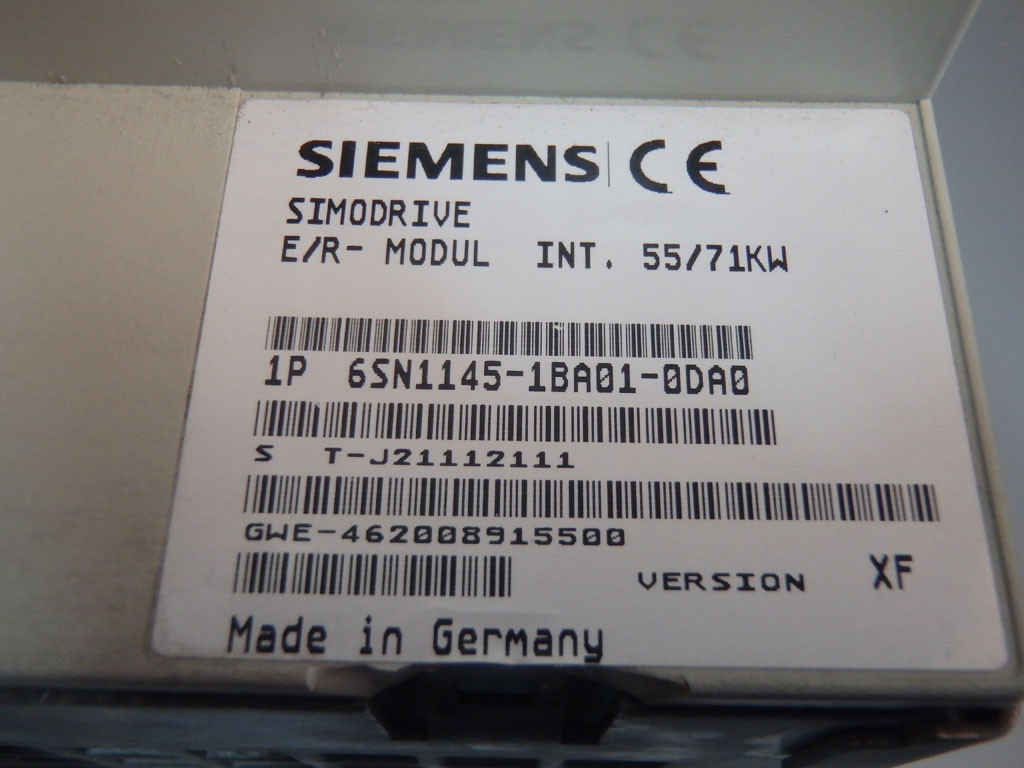 SIEMENS CE
SIMODRIVE
E/R- MODUL INT. 55/71KW
1P 6SN1145-1BA01-0DA0
S T-J21112111
GWE-462008915500
VERSION XF
Made in Germany